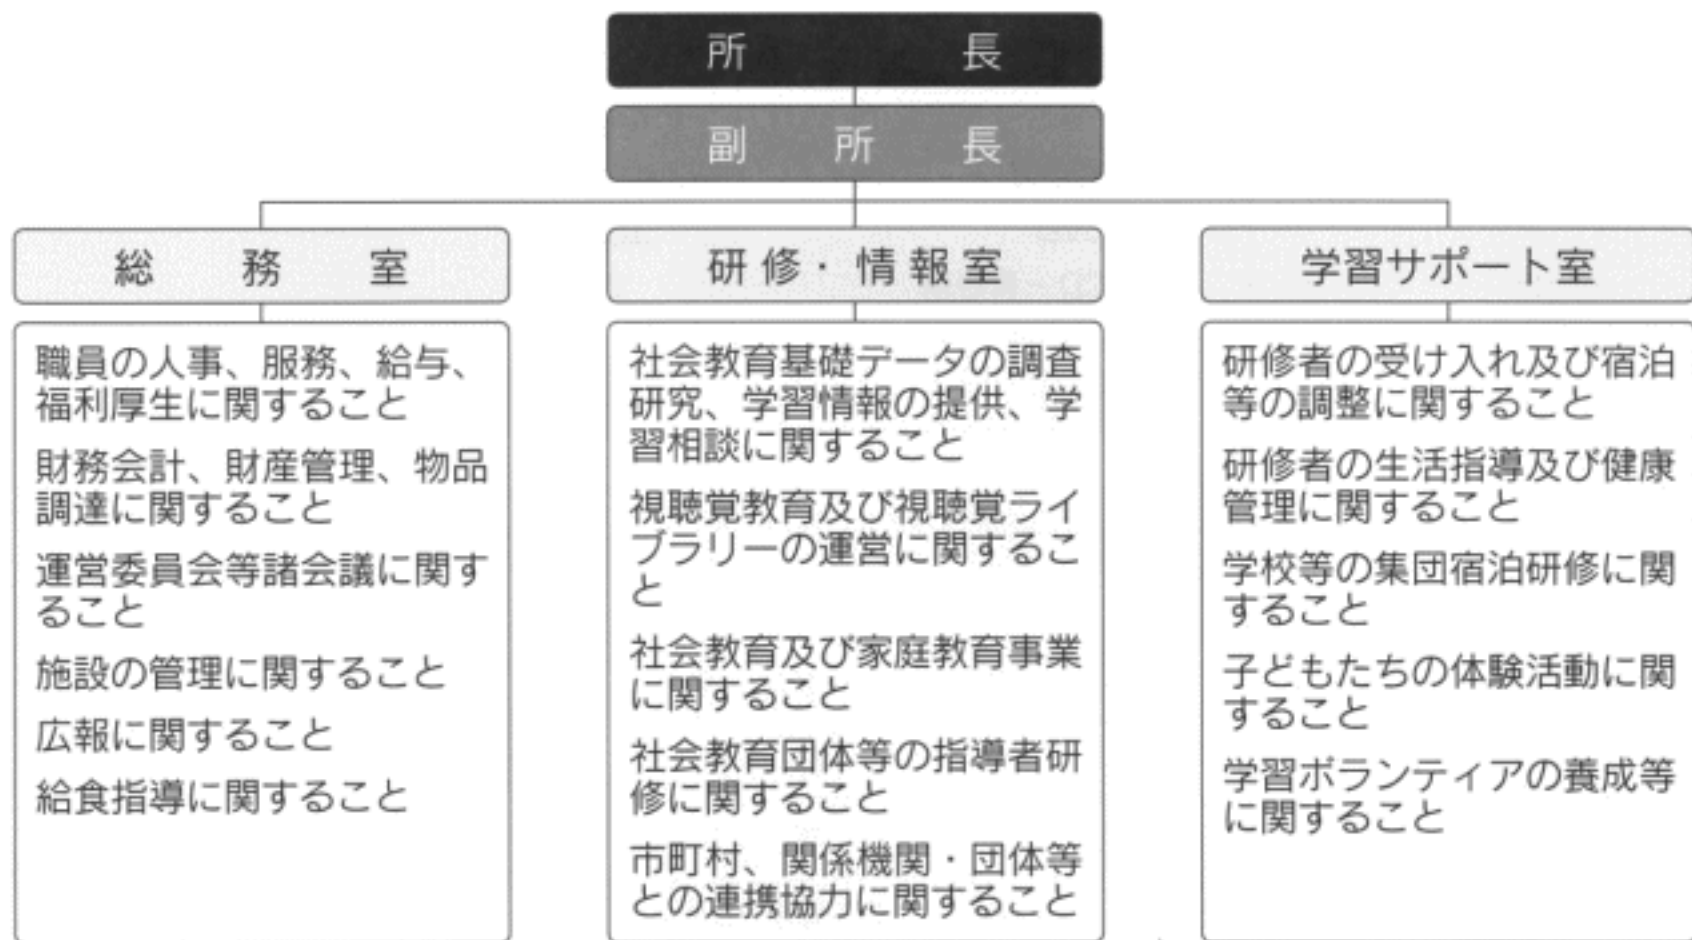 所長
副所長
総務室
職員の人事、服務、給与、
福利厚生に関すること
財務会計、財産管理、物品
調達に関すること
運営委員会等諸会議に関す
ること
施設の管理に関すること
広報に関すること
給食指導に関すること
研修・情報室
社会教育基礎データの調査
研究、学習情報の提供、学
習相談に関すること
視聴覚教育及び視聴覚ライ
ブラリーの運営に関するこ
と
社会教育及び家庭教育事業
に関すること
社会教育団体等の指導者研
修に関すること
市町村、関係機関・団体等
との連携協力に関すること
学習サポート室
研修者の受け入れ及び宿泊
等の調整に関すること
研修者の生活指導及び健康
管理に関すること
学校等の集団宿泊研修に関
すること
子どもたちの体験活動に関
すること
学習ボランティアの養成等
に関すること